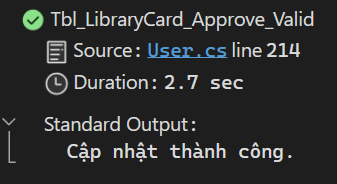 Tbl_LibraryCard_Approve_Valid
Source: User.cs line 214
Duration: 2.7 sec
Standard Output:
Cập nhật thành công.